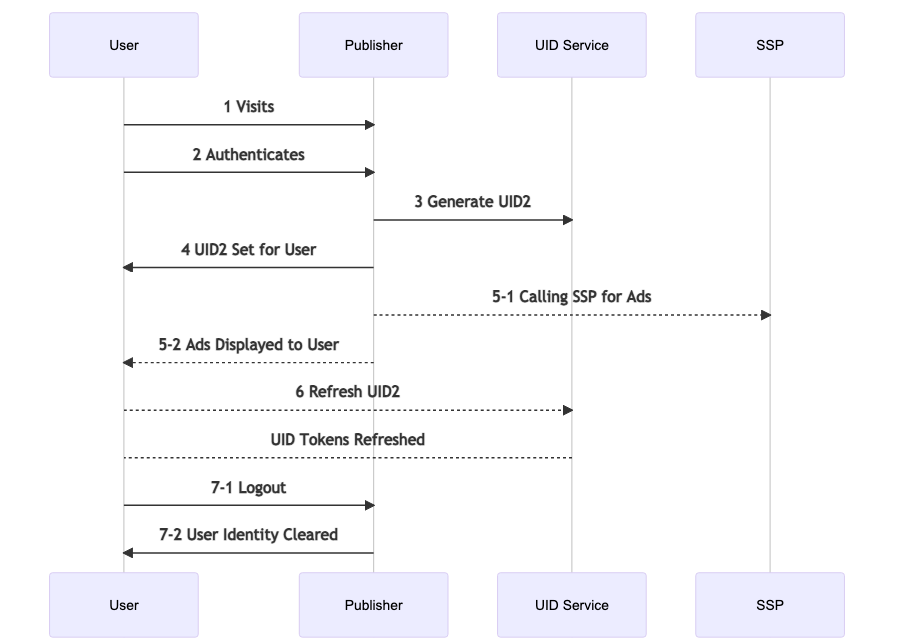 User
Publisher
UID Service
SSP
1 Visits
2 Authenticates
3 Generate UID2
4 UID2 Set for User
5-1 Calling SSP for Ads
5-2 Ads Displayed to User
6 Refresh UID2
UID Tokens Refreshed
7-1 Logout
7-2 User Identity Cleared
User
Publisher
UID Service
SSP